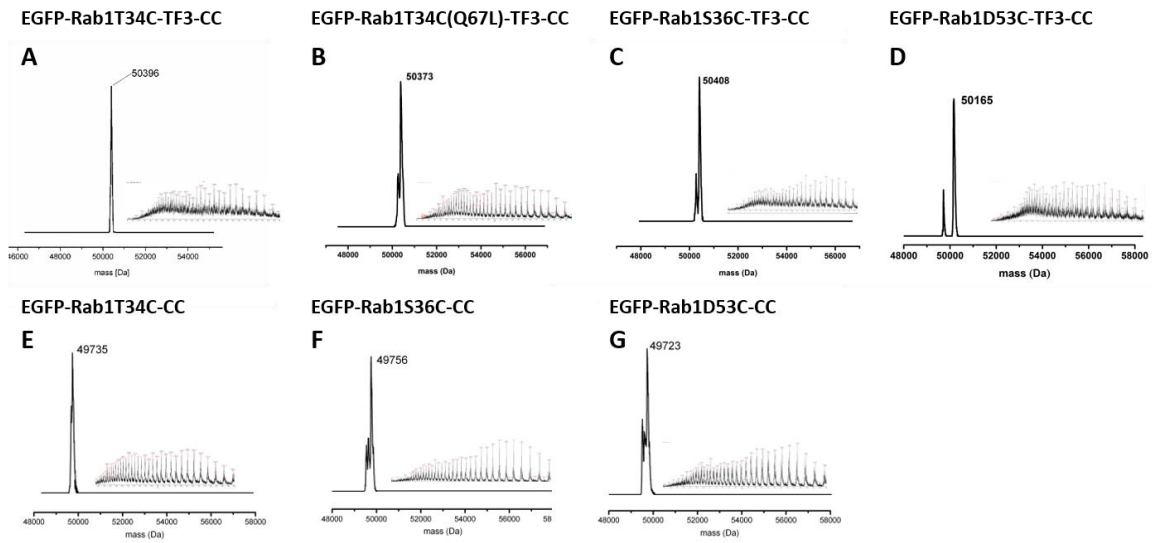 EGFP-Rab1T34C-TF3-CC
EGFP-Rab1T34C(Q67L)-TF3-CC
EGFP-Rab1S36C-TF3-CC
EGFP-Rab1D53C-TF3-CC
A
B
C
D
50396
50373
50408
50165
46000 48000 50000 52000 54000
mass [Da]
48000 50000 52000 54000 56000
mass (Da)
48000 50000 52000 54000 56000
mass (Da)
48000 50000 52000 54000 56000 58000
mass (Da)
EGFP-Rab1T34C-CC
EGFP-Rab1S36C-CC
EGFP-Rab1D53C-CC
E
F
G
49735
49756
49723
48000 50000 52000 54000 56000 58000
mass (Da)
48000 50000 52000 54000 56000 58
mass (Da)
48000 50000 52000 54000 56000 58000
mass (Da)